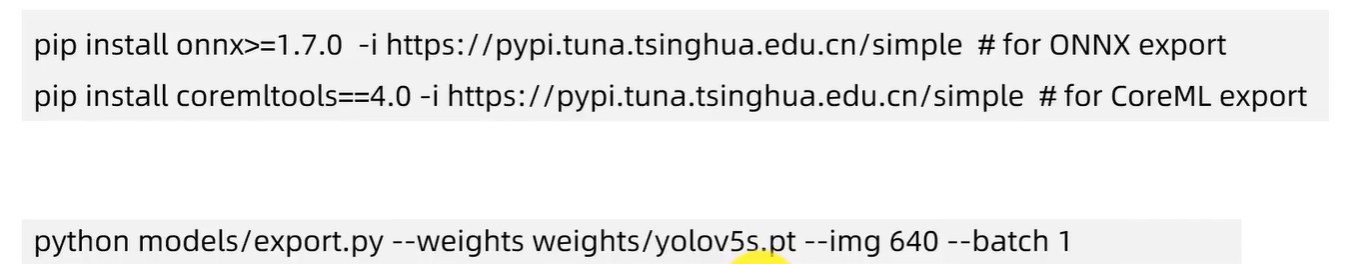 pip install onnx>=1.7.0  -i https://pypi.tuna.tsinghua.edu.cn/simple  # for ONNX export
pip install coremltools==4.0 -i https://pypi.tuna.tsinghua.edu.cn/simple  # for CoreML export
python models/export.py --weights weights/yolov5s.pt --img 640 --batch 1